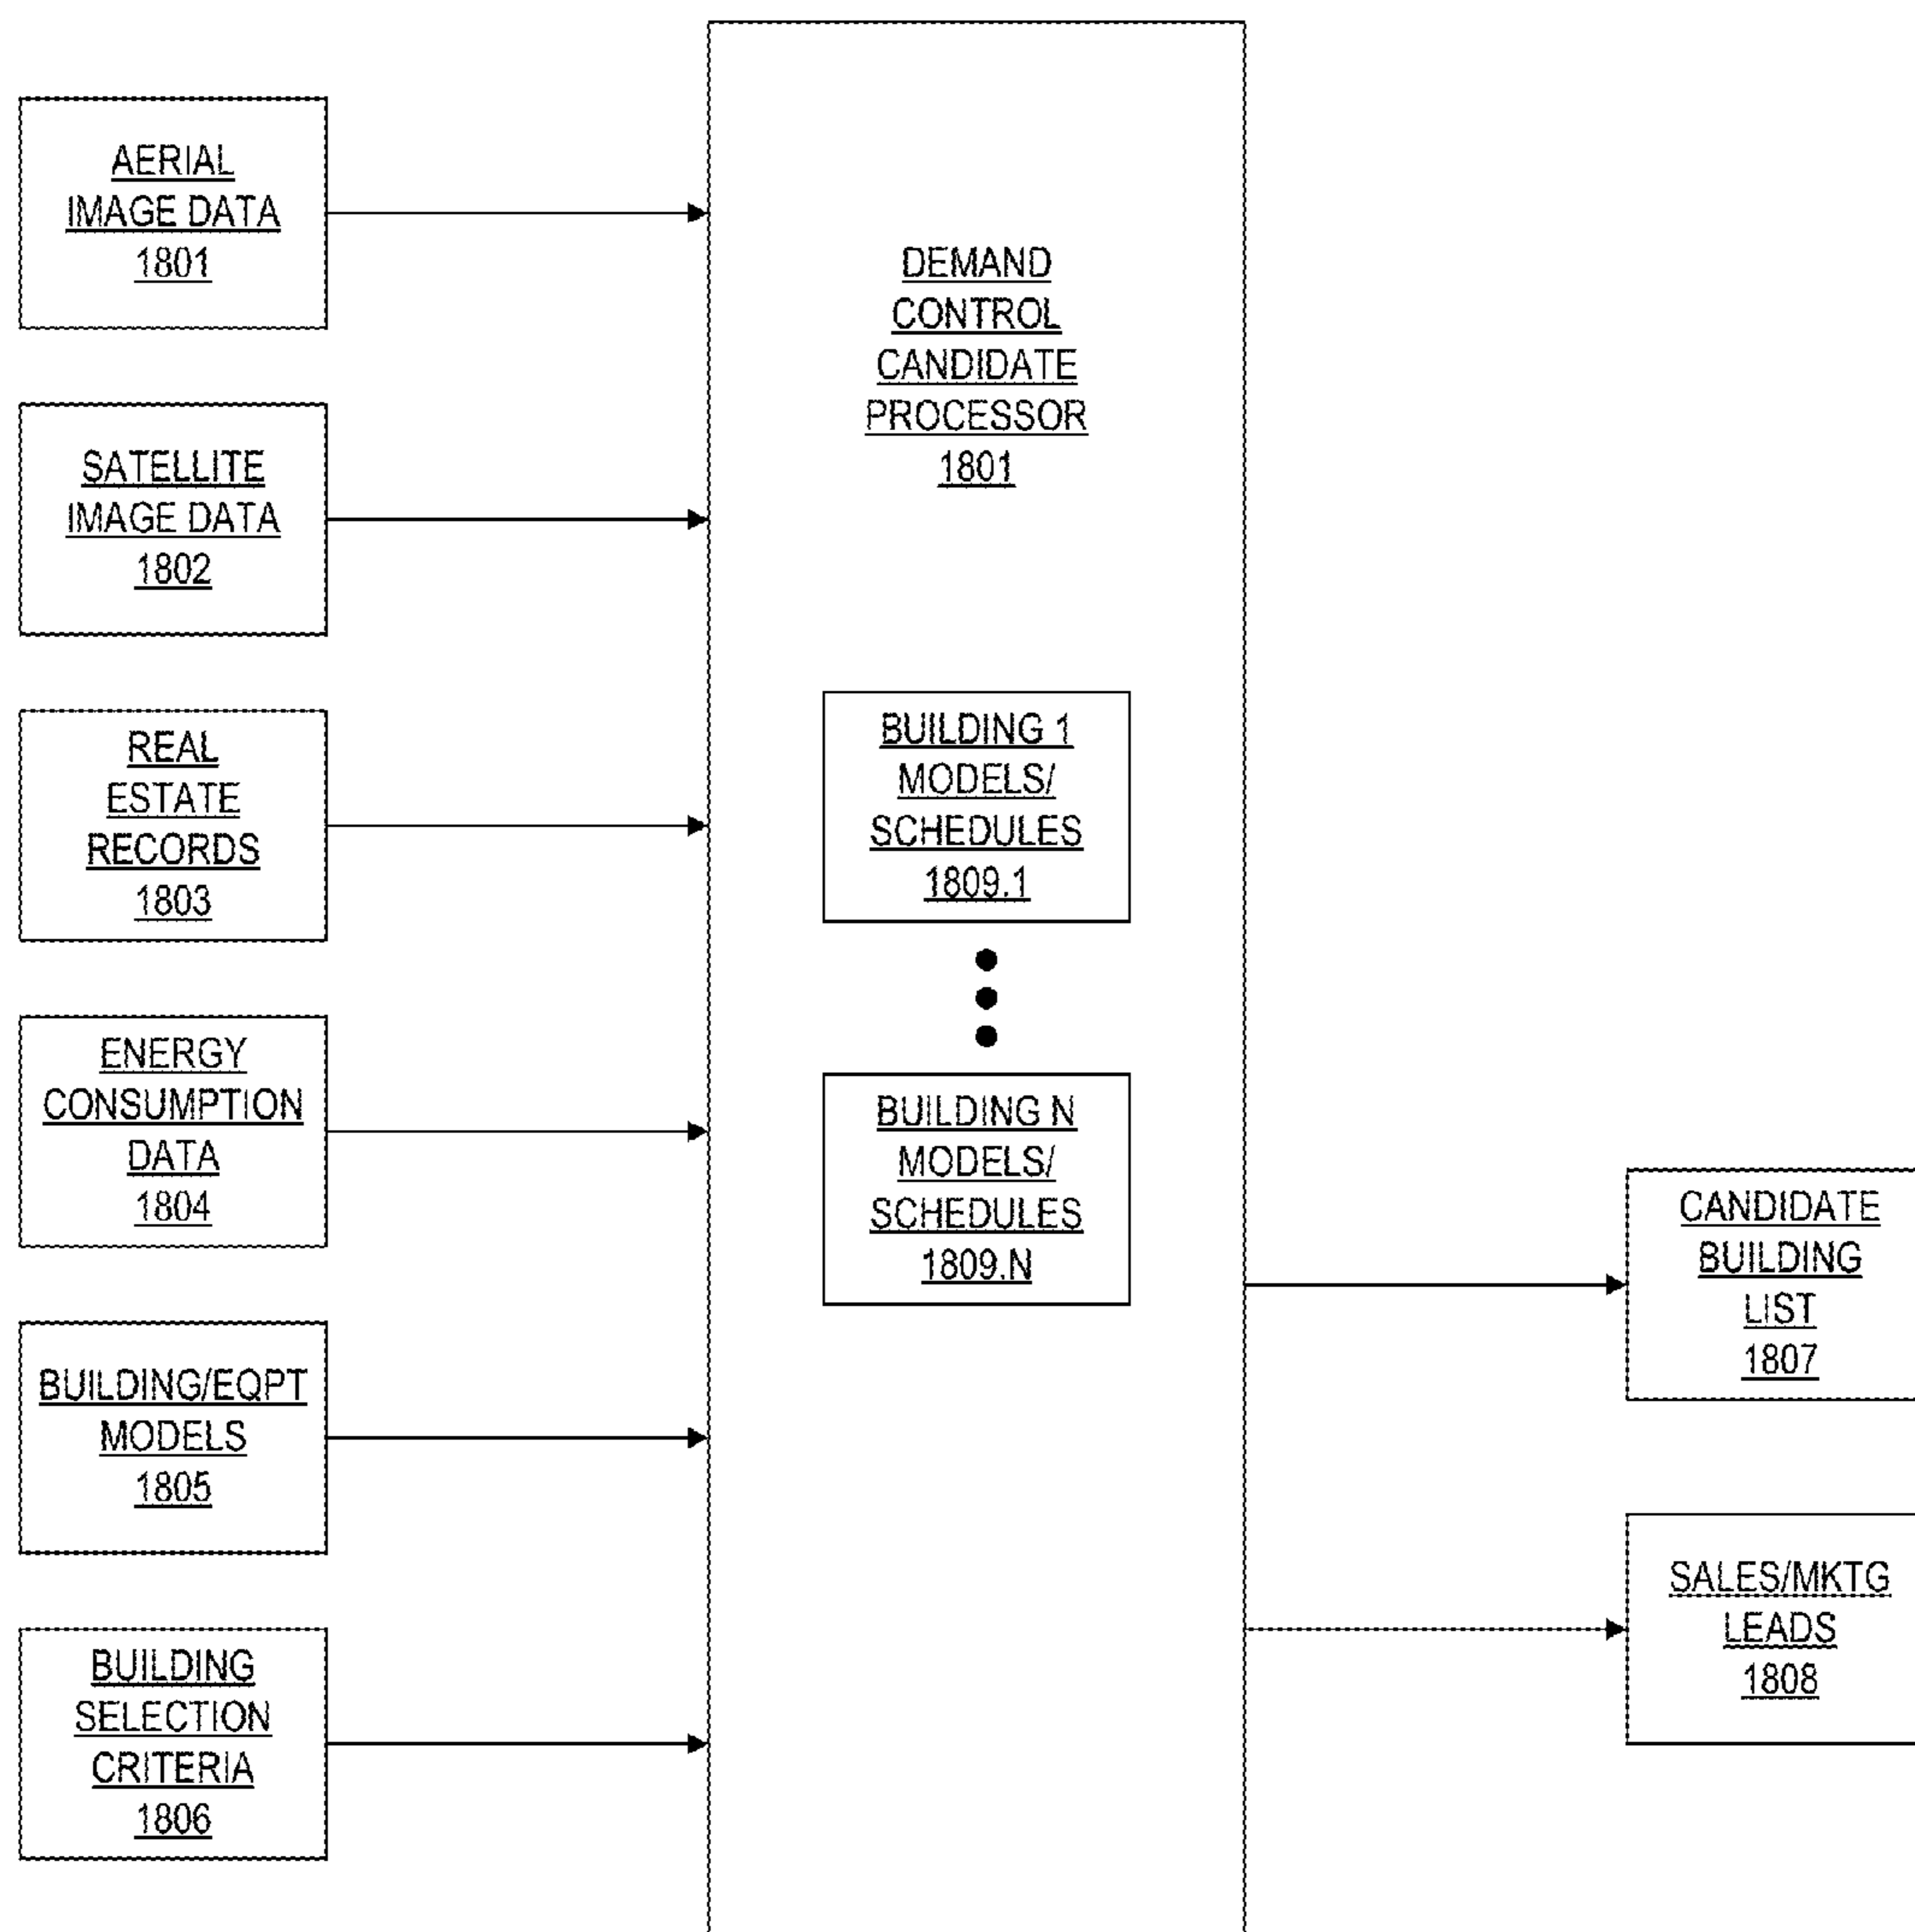 AERIAL
IMAGE DATA
1801
SATELLITE
IMAGE DATA
1802
REAL
ESTATE
RECORDS
1803
ENERGY
CONSUMPTION
DATA
1804
BUILDING/EQPT
MODELS
1805
BUILDING
SELECTION
CRITERIA
1806
DEMAND
CONTROL
CANDIDATE
PROCESSOR
1801
BUILDING 1
MODELS/
SCHEDULES
1809.1
BUILDING N
MODELS/
SCHEDULES
1809.N
CANDIDATE
BUILDING
LIST
1807
SALES/MKTG
LEADS
1808